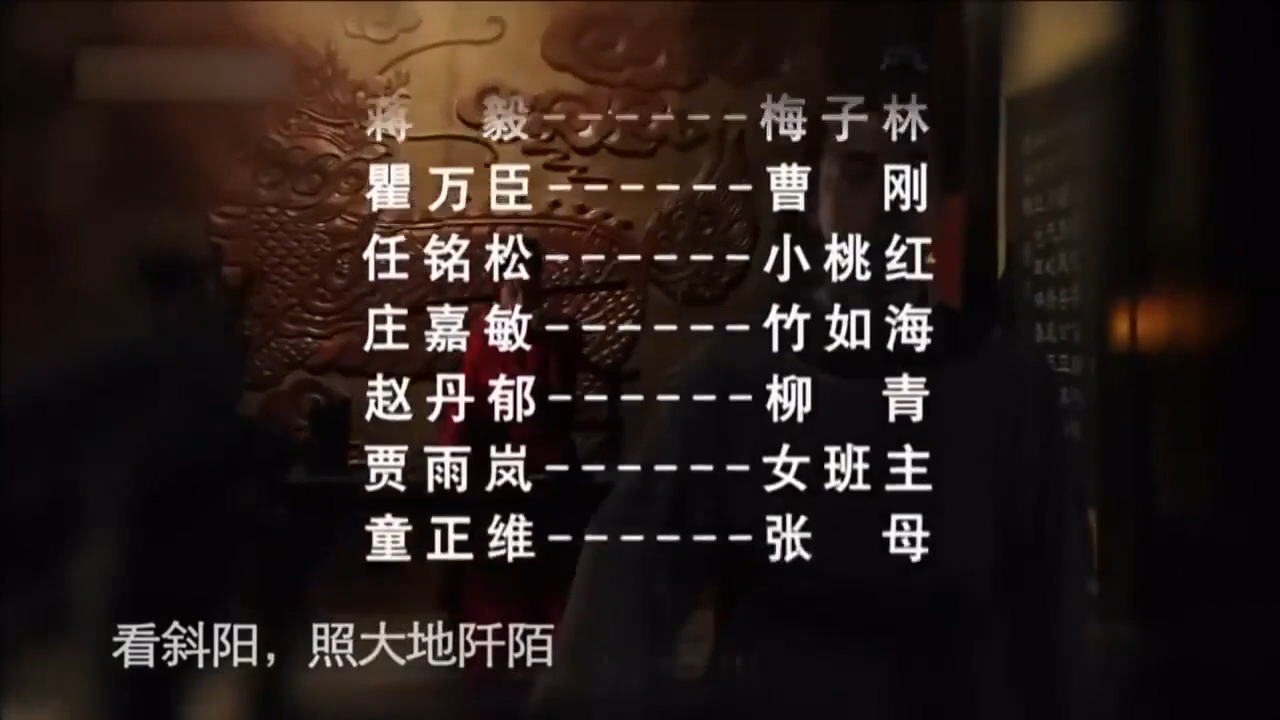 蒋毅------梅子林
瞿万臣------曹刚
任铭松------小桃红
庄嘉敏------竹如海
赵丹郁------柳青
贾雨岚------女班主
童正维------张母
看斜阳，照大地阡陌